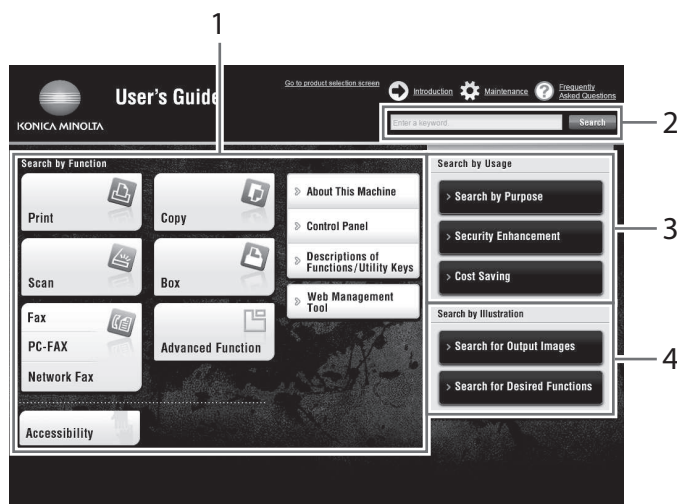 1
Go to product selection screen
Introduction
Maintenance
Frequently
Asked Questions
User's Guide
KONICA MINOLTA
Enter a keyword.
Search
2
Search by Function
Print
Copy
Scan
Box
Fax
PC-FAX
Network Fax
Advanced Function
Accessibility
» About This Machine
» Control Panel
» Descriptions of
Functions/Utility Keys
» Web Management
Tool
Search by Usage
> Search by Purpose
> Security Enhancement
> Cost Saving
3
Search by Illustration
> Search for Output Images
> Search for Desired Functions
4